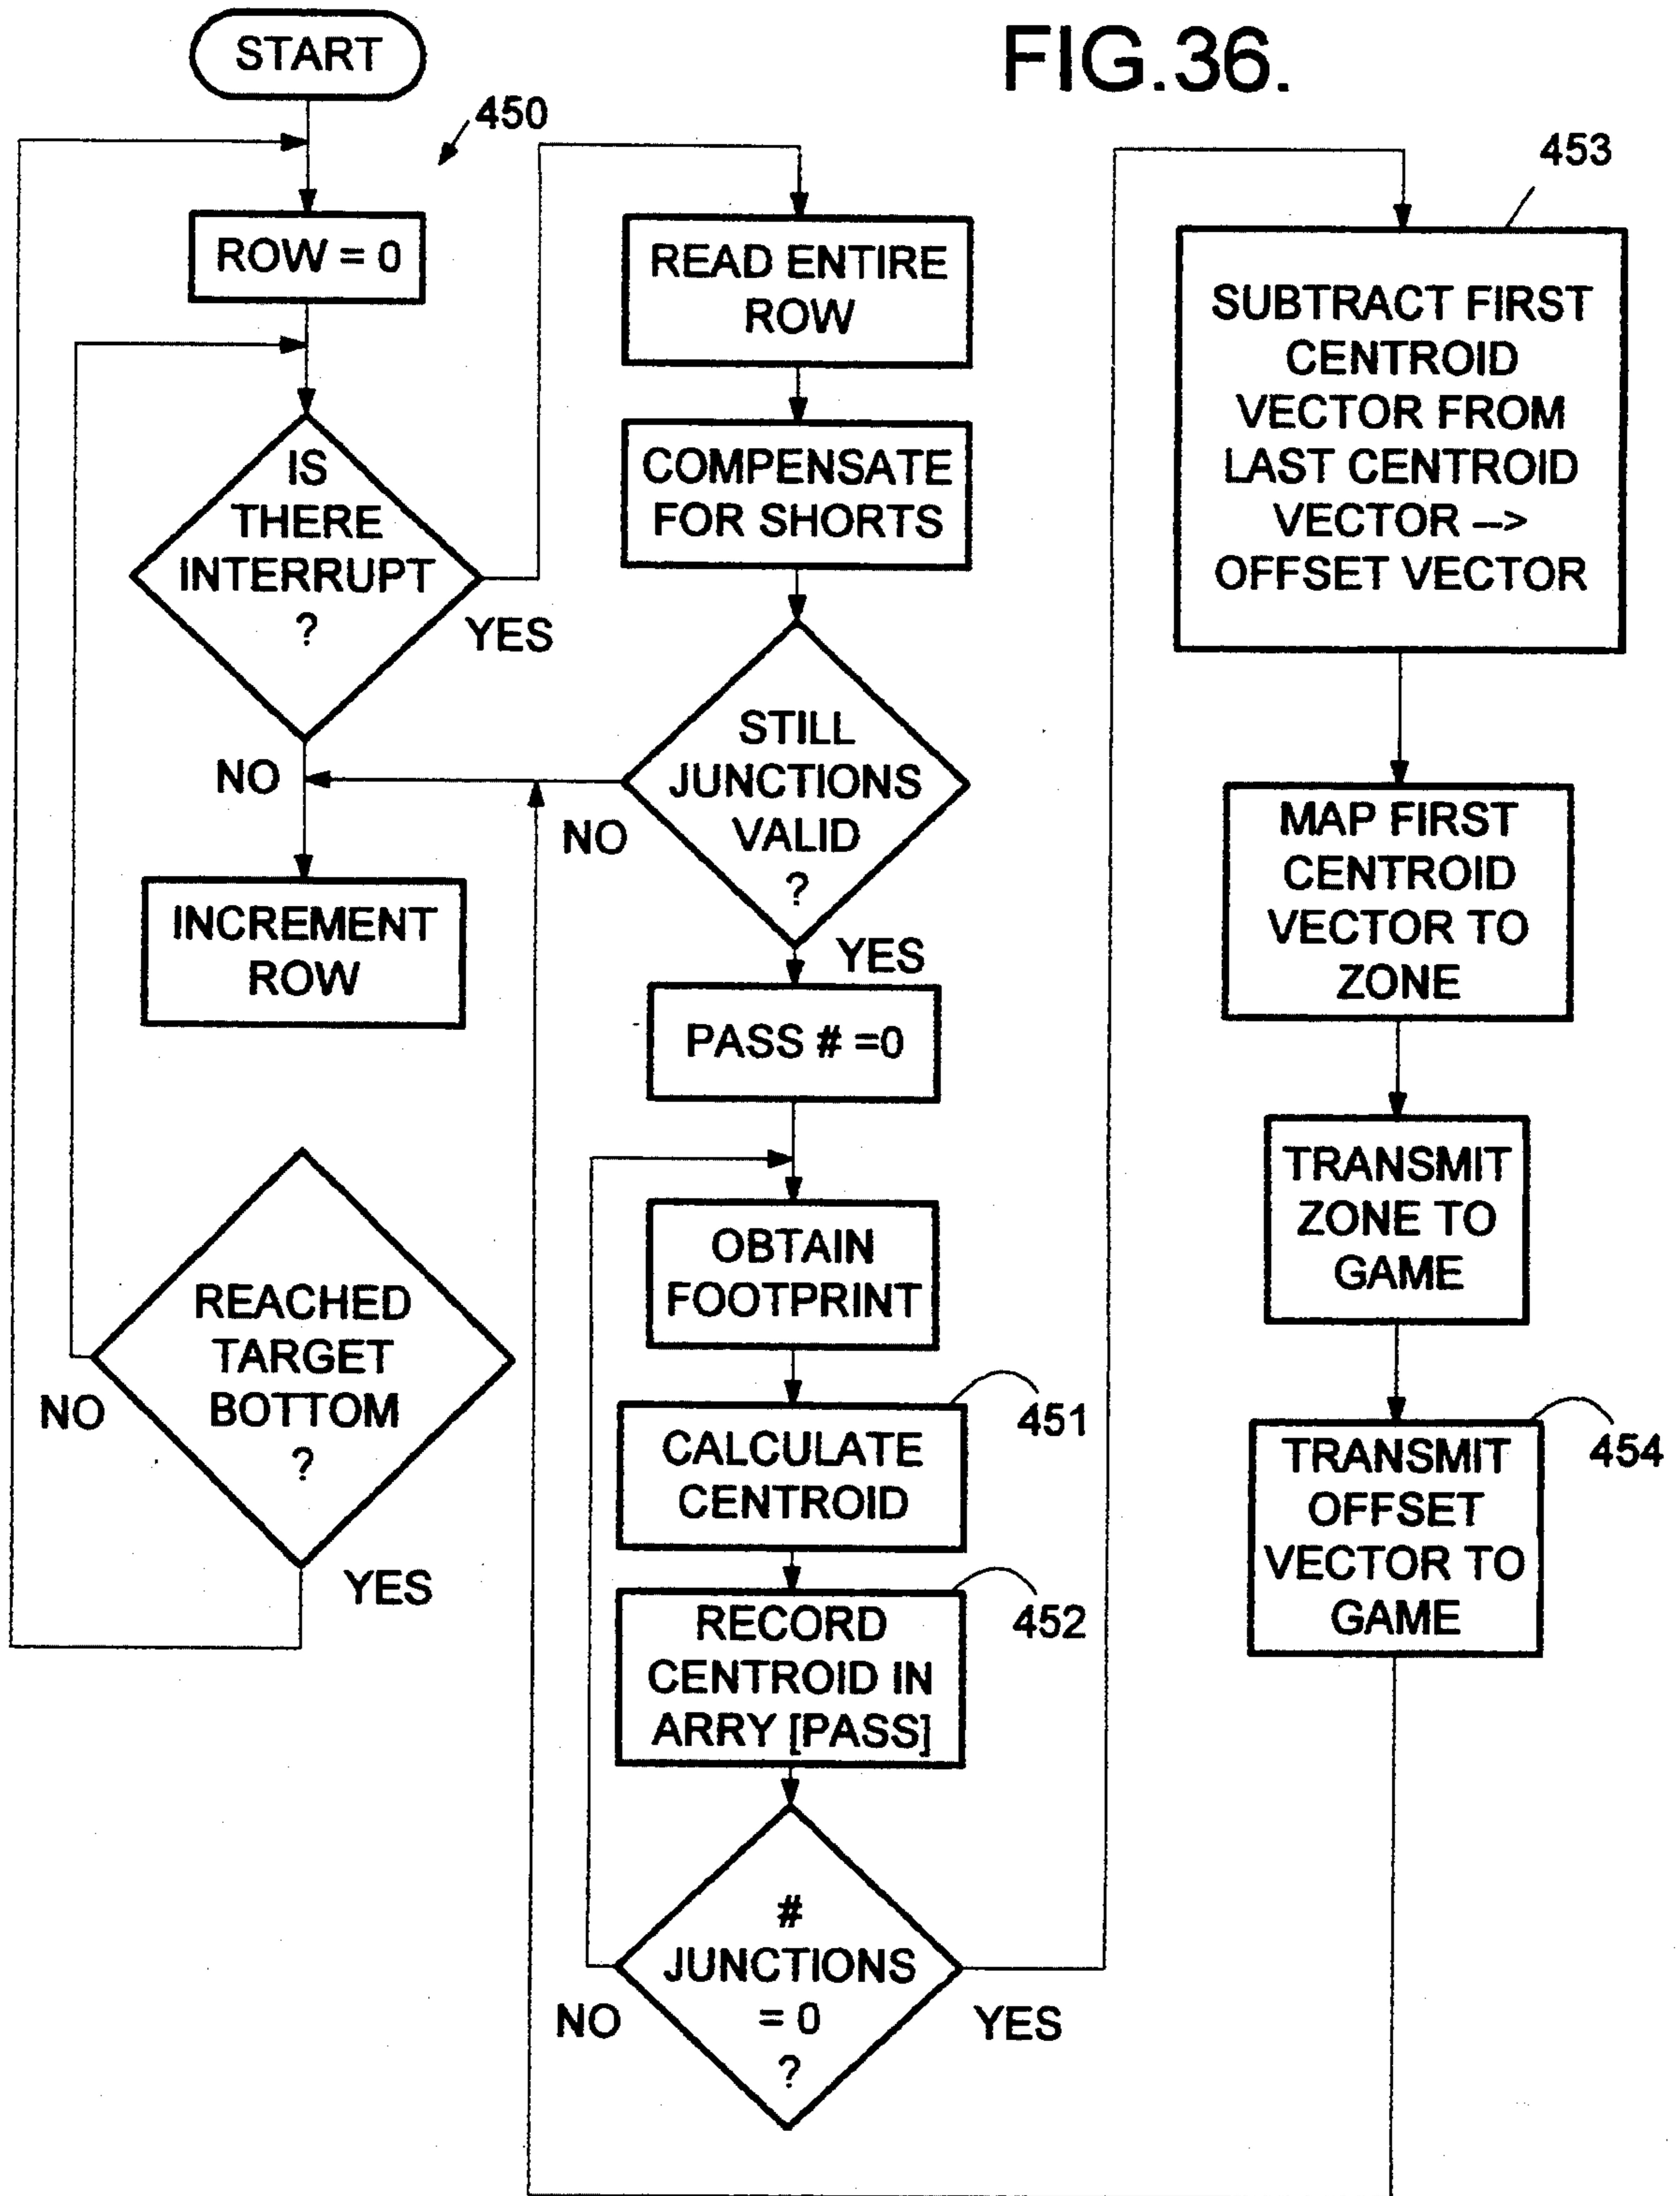 FIG.36.
START
450
ROW = 0
IS
THERE
INTERRUPT
?
YES
NO
INCREMENT
ROW
REACHED
TARGET
BOTTOM
?
NO
YES
READ ENTIRE
ROW
COMPENSATE
FOR SHORTS
STILL
JUNCTIONS
VALID
?
NO
YES
PASS # =0
OBTAIN
FOOTPRINT
451
CALCULATE
CENTROID
452
RECORD
CENTROID IN
ARRY [PASS]
#
JUNCTIONS
= 0
?
NO
YES
453
SUBTRACT FIRST
CENTROID
VECTOR FROM
LAST CENTROID
VECTOR –>
OFFSET VECTOR
MAP FIRST
CENTROID
VECTOR TO
ZONE
TRANSMIT
ZONE TO
GAME
454
TRANSMIT
OFFSET
VECTOR TO
GAME